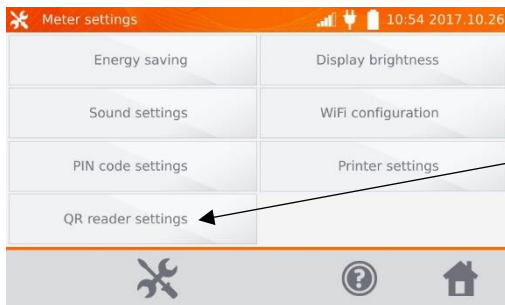 Meter settings 10:54 2017.10.26
Energy saving Display brightness
Sound settings WiFi configuration
PIN code settings Printer settings
QR reader settings
?